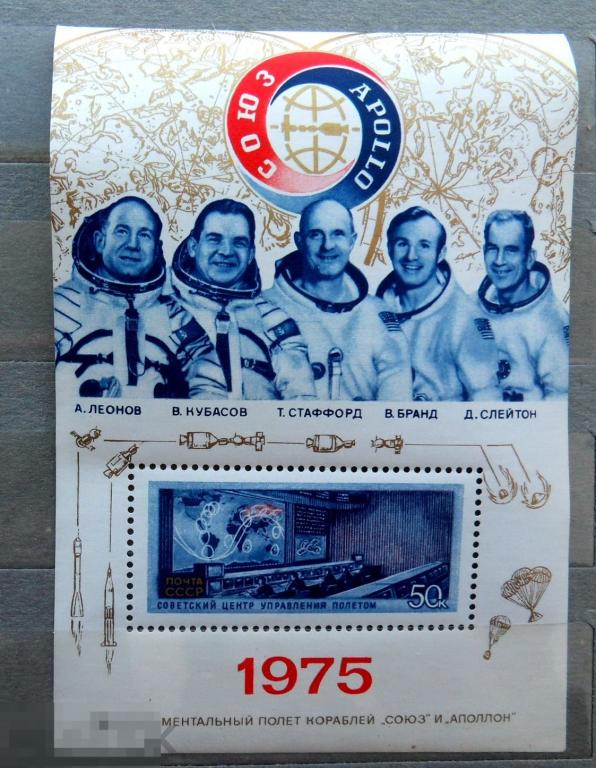 СОЮЗ APOLLO
А. ЛЕОНОВ В. КУБАСОВ Т. СТАФФОРД В. БРАНД Д. СЛЕЙТОН
ПОЧТА
СССР
СОВЕТСКИЙ ЦЕНТР УПРАВЛЕНИЯ ПОЛЕТОМ 50К
1975
МЕНТАЛЬНЫЙ ПОЛЕТ КОРАБЛЕЙ „СОЮЗ" И „АПОЛЛОН"